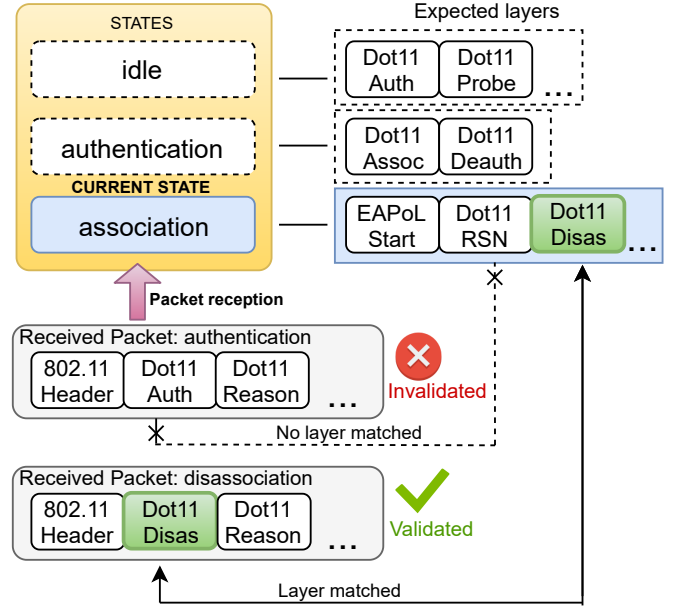 STATES
Expected layers
idle
Dot11
Auth
Dot11
Probe
...
authentication
Dot11
Assoc
Dot11
Deauth
CURRENT STATE
association
EAPoL
Start
Dot11
RSN
Dot11
Disas
...
Packet reception
Received Packet: authentication
802.11
Header
Dot11
Auth
Dot11
Reason
...
Invalidated
No layer matched
Received Packet: disassociation
802.11
Header
Dot11
Disas
Dot11
Reason
...
Validated
Layer matched